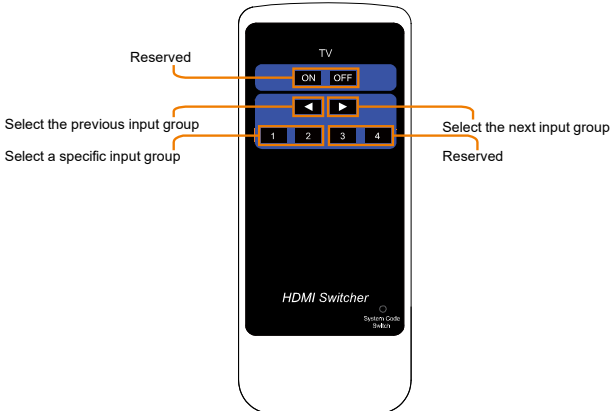 TV
Reserved
ON OFF
◄ ►
Select the previous input group
Select the next input group
1 2 3 4
Select a specific input group
Reserved
HDMI Switcher
System Code
Switch